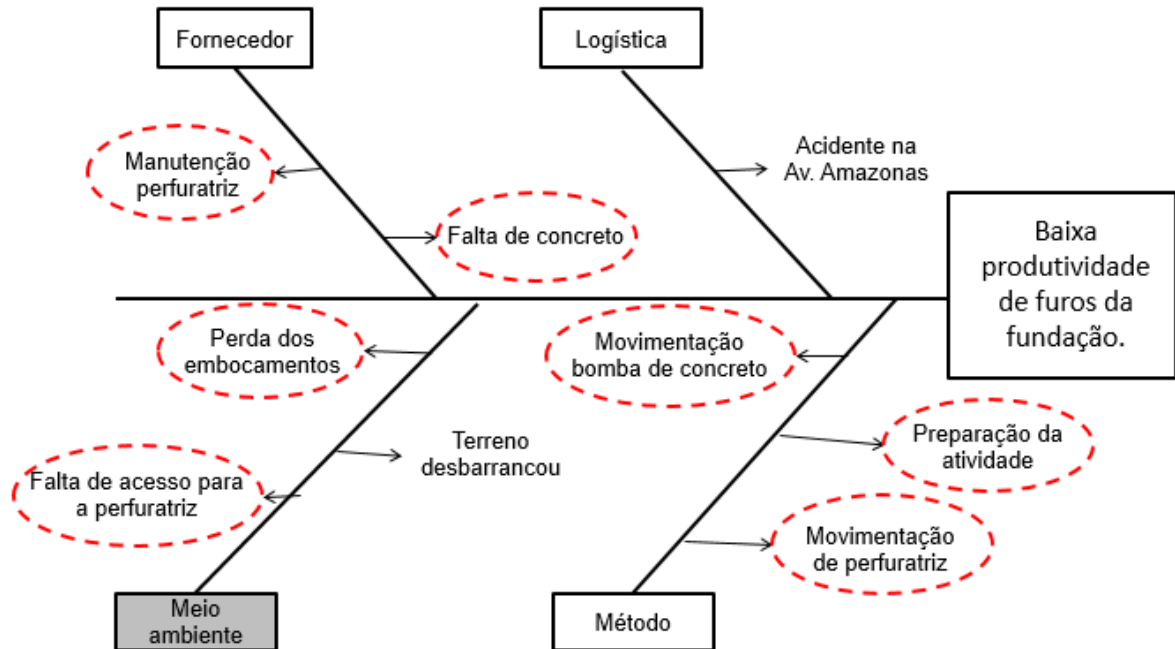 Fornecedor
Logística
Manutenção
perfuratriz
Acidente na
Av. Amazonas
Falta de concreto
Baixa
produtividade
de furos da
fundação.
Perda dos
embocamentos
Movimentação
bomba de concreto
Terreno
desbarrancou
Preparação da
atividade
Falta de acesso para
a perfuratriz
Movimentação
de perfuratriz
Meio
ambiente
Método